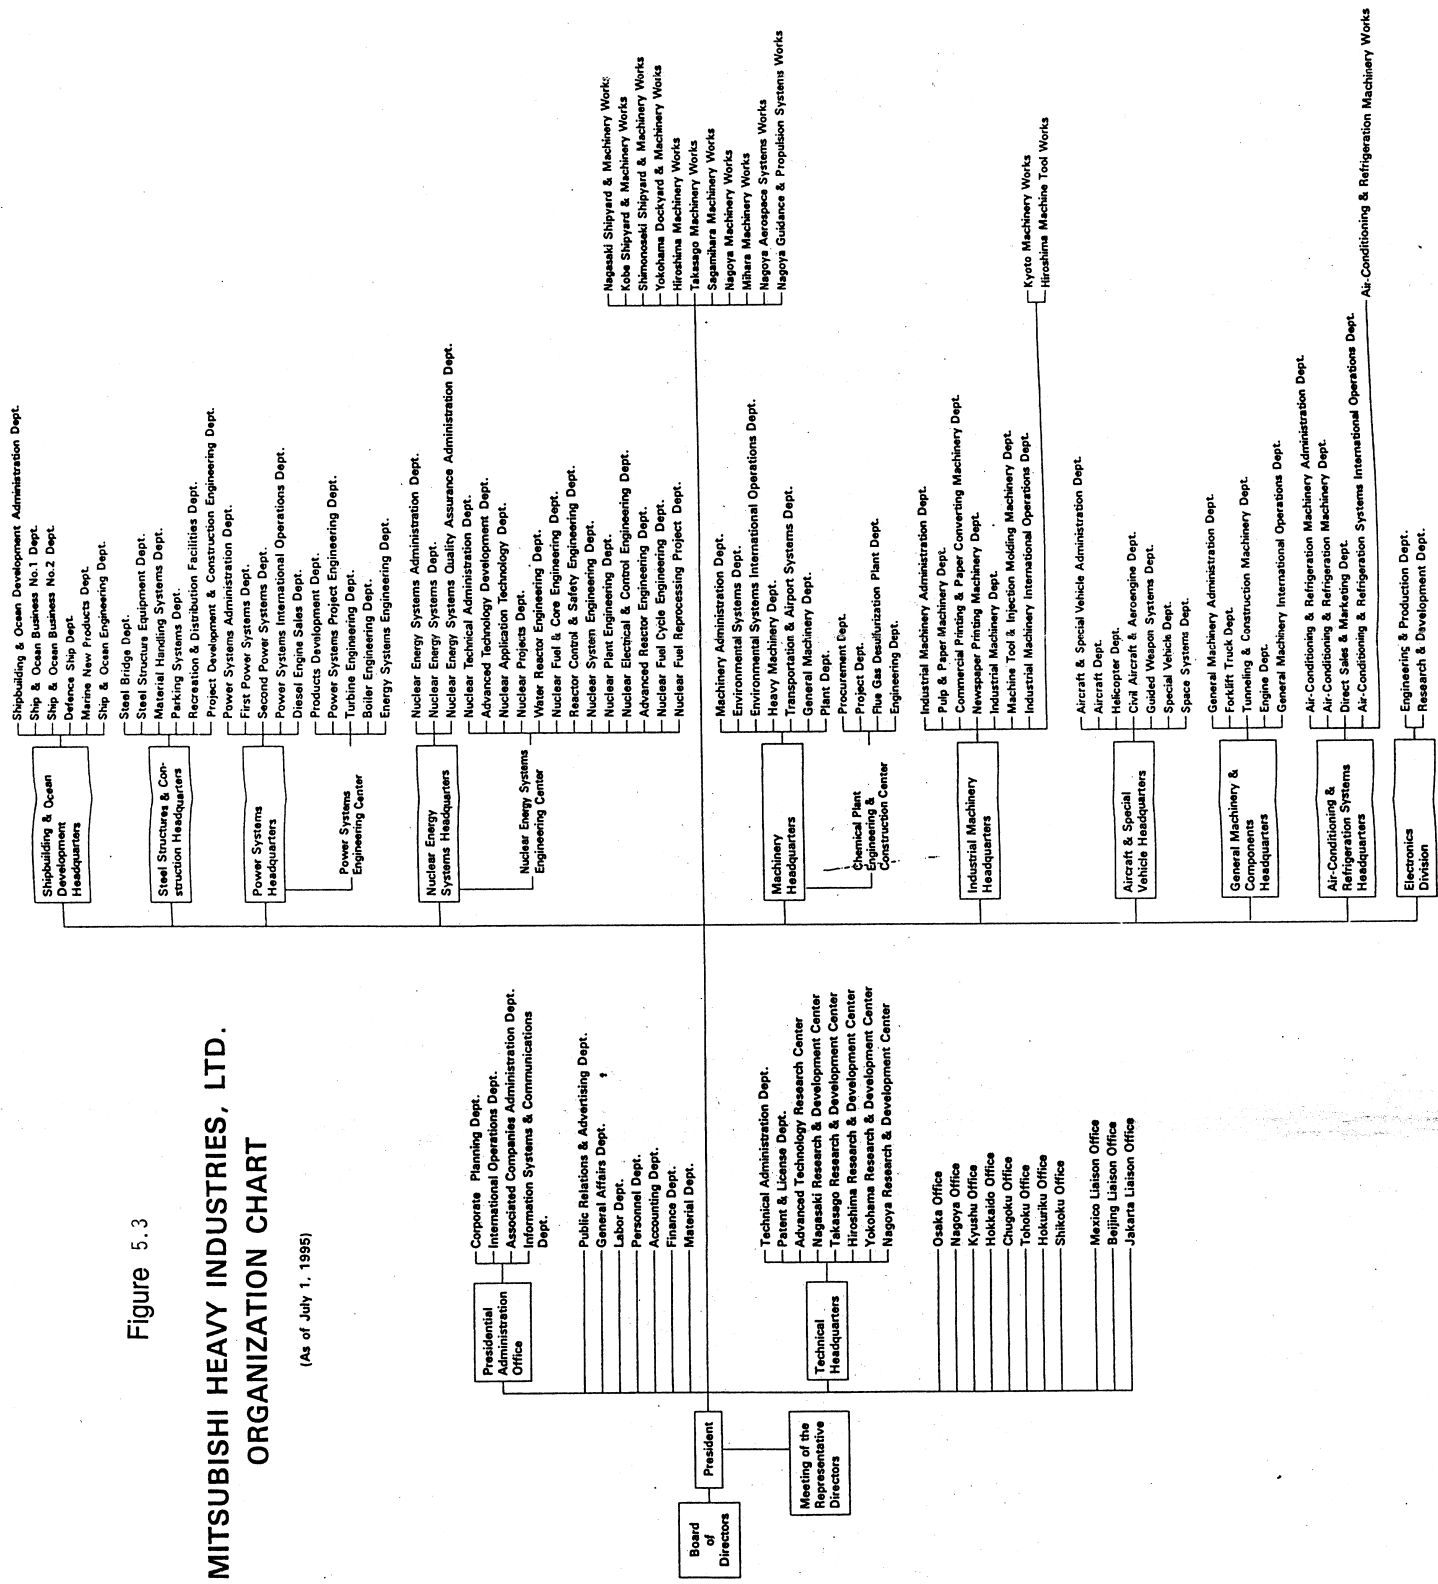 Figure 5.3
MITSUBISHI HEAVY INDUSTRIES, LTD.
ORGANIZATION CHART
(As of July 1, 1995)
Board
of
Directors
President
Meeting of the
Representative
Directors
Presidential
Administration
Office
Corporate Planning Dept.
International Operations Dept.
Associated Companies Administration Dept.
Information Systems & Communications
Dept.
Public Relations & Advertising Dept.
General Affairs Dept.
Labor Dept.
Personnel Dept.
Accounting Dept.
Finance Dept.
Material Dept.
Technical
Headquarters
Technical Administration Dept.
Patent & License Dept.
Advanced Technology Research Center
Nagasaki Research & Development Center
Takasago Research & Development Center
Hiroshima Research & Development Center
Yokohama Research & Development Center
Nagoya Research & Development Center
Osaka Office
Nagoya Office
Kyushu Office
Hokkaido Office
Chugoku Office
Tohoku Office
Hokuriku Office
Shikoku Office
Mexico Liaison Office
Beijing Liaison Office
Jakarta Liaison Office
Shipbuilding & Ocean
Development
Headquarters
Shipbuilding & Ocean Development Administration Dept.
Ship & Ocean Business No.1 Dept.
Ship & Ocean Business No.2 Dept.
Defence Ship Dept.
Marine New Products Dept.
Ship & Ocean Engineering Dept.
Steel Structures & Con-
struction Headquarters
Steel Bridge Dept.
Steel Structure Equipment Dept.
Material Handling Systems Dept.
Parking Systems Dept.
Recreation & Distribution Facilities Dept.
Project Development & Construction Engineering Dept.
Power Systems
Headquarters
Power Systems Administration Dept.
First Power Systems Dept.
Second Power Systems Dept.
Power Systems International Operations Dept.
Diesel Engine Sales Dept.
Power Systems
Engineering Center
Products Development Dept.
Power Systems Project Engineering Dept.
Turbine Engineering Dept.
Boiler Engineering Dept.
Energy Systems Engineering Dept.
Nuclear Energy
Systems Headquarters
Nuclear Energy Systems Administration Dept.
Nuclear Energy Systems Dept.
Nuclear Energy Systems Quality Assurance Administration Dept.
Nuclear Energy Systems
Engineering Center
Nuclear Technical Administration Dept.
Advanced Technology Development Dept.
Nuclear Application Technology Dept.
Nuclear Projects Dept.
Water Reactor Engineering Dept.
Nuclear Fuel & Core Engineering Dept.
Reactor Control & Safety Engineering Dept.
Nuclear System Engineering Dept.
Nuclear Plant Engineering Dept.
Nuclear Electrical & Control Engineering Dept.
Advanced Reactor Engineering Dept.
Nuclear Fuel Cycle Engineering Dept.
Nuclear Fuel Reprocessing Project Dept.
Nagasaki Shipyard & Machinery Works
Kobe Shipyard & Machinery Works
Shimonoseki Shipyard & Machinery Works
Yokohama Dockyard & Machinery Works
Hiroshima Machinery Works
Takasago Machinery Works
Sagamihara Machinery Works
Nagoya Machinery Works
Mihara Machinery Works
Nagoya Aerospace Systems Works
Nagoya Guidance & Propulsion Systems Works
Machinery
Headquarters
Machinery Administration Dept.
Environmental Systems Dept.
Environmental Systems International Operations Dept.
Heavy Machinery Dept.
Transportation & Airport Systems Dept.
General Machinery Dept.
Plant Dept.
Chemical Plant
Engineering &
Construction Center
Procurement Dept.
Project Dept.
Flue Gas Desulfurization Plant Dept.
Engineering Dept.
Industrial Machinery
Headquarters
Industrial Machinery Administration Dept.
Pulp & Paper Machinery Dept.
Commercial Printing & Paper Converting Machinery Dept.
Newspaper Printing Machinery Dept.
Industrial Machinery Dept.
Machine Tool & Injection Molding Machinery Dept.
Industrial Machinery International Operations Dept.
Kyoto Machinery Works
Hiroshima Machine Tool Works
Aircraft & Special
Vehicle Headquarters
Aircraft & Special Vehicle Administration Dept.
Aircraft Dept.
Helicopter Dept.
Civil Aircraft & Aeroengine Dept.
Guided Weapon Systems Dept.
Special Vehicle Dept.
Space Systems Dept.
General Machinery &
Components
Headquarters
General Machinery Administration Dept.
Forklift Truck Dept.
Tunneling & Construction Machinery Dept.
Engine Dept.
General Machinery International Operations Dept.
Air-Conditioning &
Refrigeration Systems
Headquarters
Air-Conditioning & Refrigeration Machinery Administration Dept.
Air-Conditioning & Refrigeration Machinery Dept.
Direct Sales & Marketing Dept.
Air-Conditioning & Refrigeration Systems International Operations Dept.
Air-Conditioning & Refrigeration Machinery Works
Electronics
Division
Engineering & Production Dept.
Research & Development Dept.